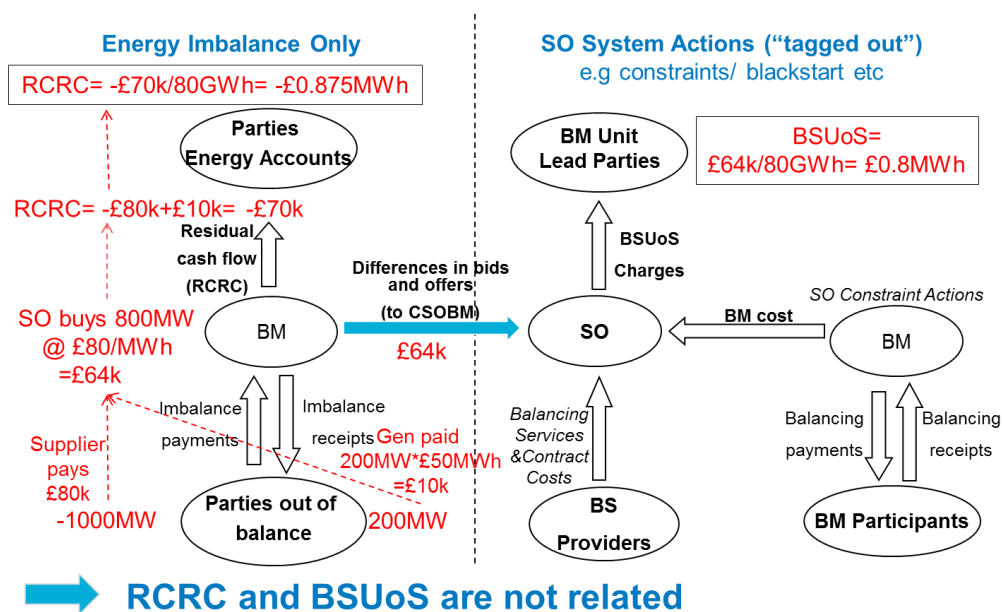 Energy Imbalance Only
RCRC= -£70k/80GWh= -£0.875MWh
Parties
Energy Accounts
RCRC= -£80k+£10k= -£70k
Residual
cash flow
(RCRC)
SO buys 800MW
@ £80/MWh
=£64k
BM
Differences in bids
and offers
(to CSOBM)
£64k
Imbalance
payments
Imbalance
receipts
Supplier
pays
£80k
-1000MW
Gen paid
200MW*£50MWh
=£10k
200MW
Parties out of
balance
SO System Actions (“tagged out”)
e.g constraints/ blackstart etc
BM Unit
Lead Parties
BSUoS=
£64k/80GWh= £0.8MWh
BSUoS
Charges
SO Constraint Actions
SO
BM cost
BM
Balancing
Services
&Contract
Costs
Balancing
payments
Balancing
receipts
BS
Providers
BM Participants
RCRC and BSUoS are not related